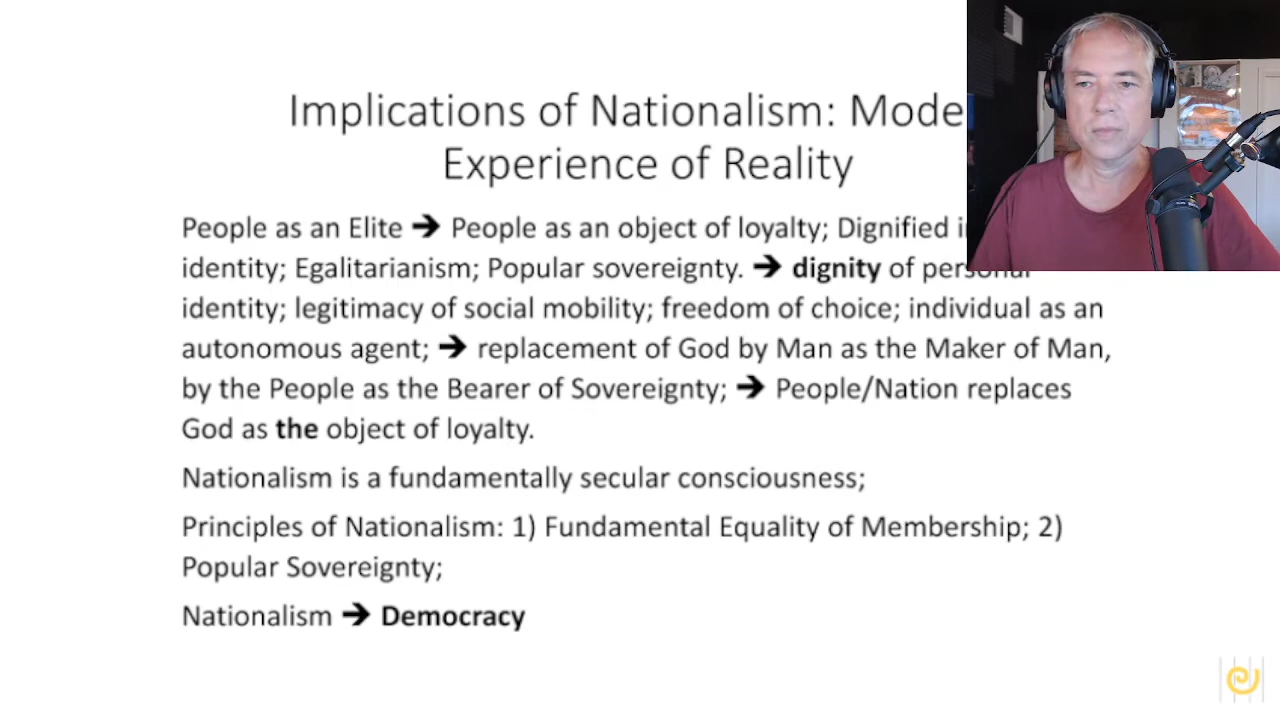 Implications of Nationalism: Mode
Experience of Reality
People as an Elite ➔ People as an object of loyalty; Dignified
identity; Egalitarianism; Popular sovereignty. ➔ dignity of personal
identity; legitimacy of social mobility; freedom of choice; individual as an
autonomous agent; ➔ replacement of God by Man as the Maker of Man,
by the People as the Bearer of Sovereignty; ➔ People/Nation replaces
God as the object of loyalty.
Nationalism is a fundamentally secular consciousness;
Principles of Nationalism: 1) Fundamental Equality of Membership; 2)
Popular Sovereignty;
Nationalism ➔ Democracy